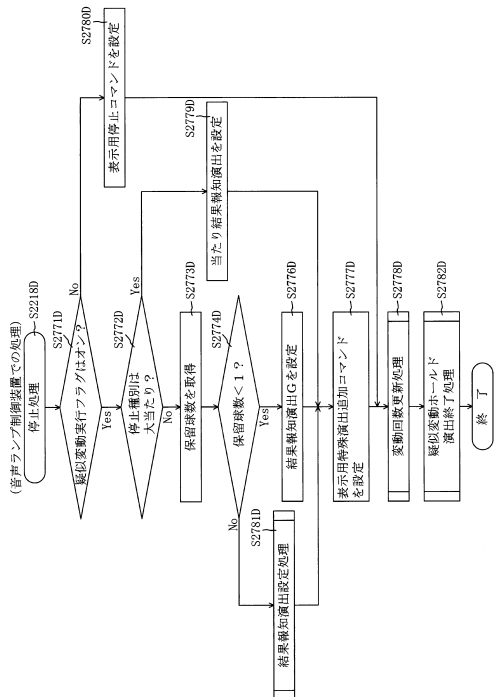 (音声ランプ制御装置での処理)
停止処理
S2218D
S2771D
疑似変動実行フラグはオン?
No
Yes
S2780D
表示用停止コマンドを設定
S2772D
停止種別は
大当たり?
Yes
No
S2779D
当たり結果報知演出を設定
S2773D
保留球数を取得
S2774D
保留球数<1?
No
Yes
S2781D
結果報知演出設定処理
S2776D
結果報知演出Gを設定
S2777D
表示用特殊演出追加コマンド
を設定
S2778D
変動回数更新処理
S2782D
疑似変動ホールド
演出終了処理
終 了